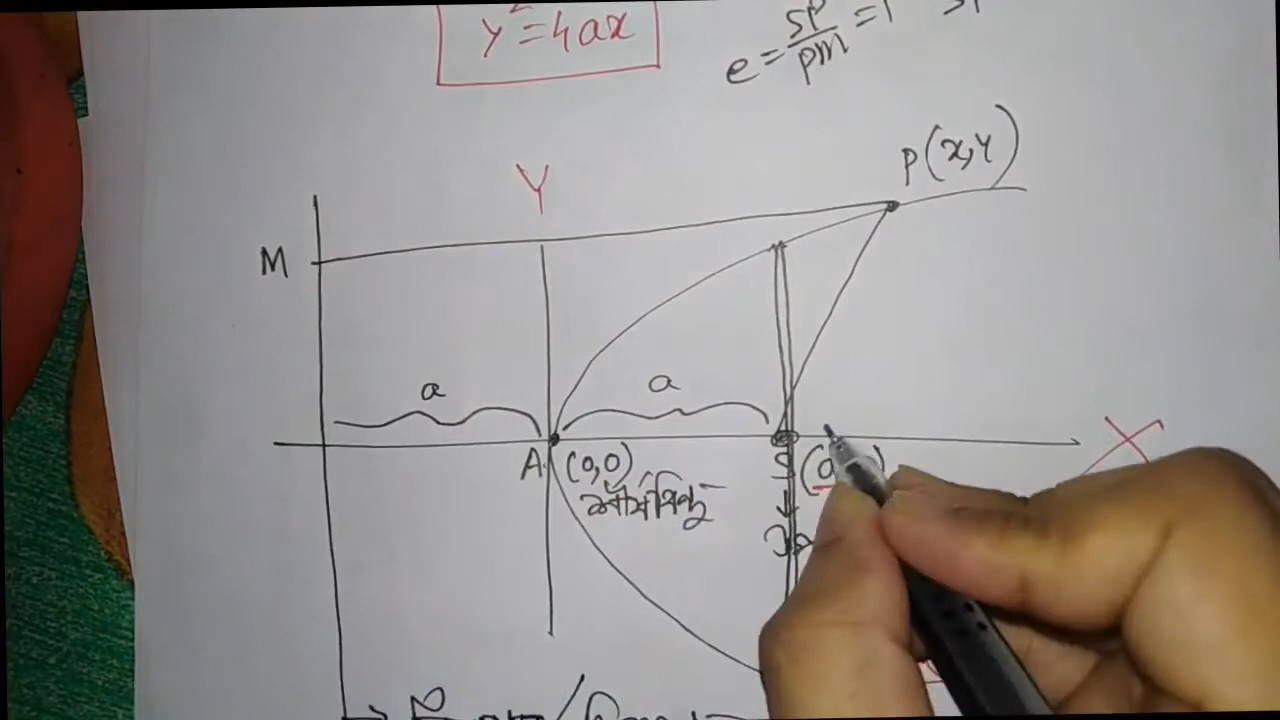 y²=4ax
e=SP/PM=1
P(x,y)
Y
M
a
a
X
A (0,0)
S (a
শীর্ষবিন্দু